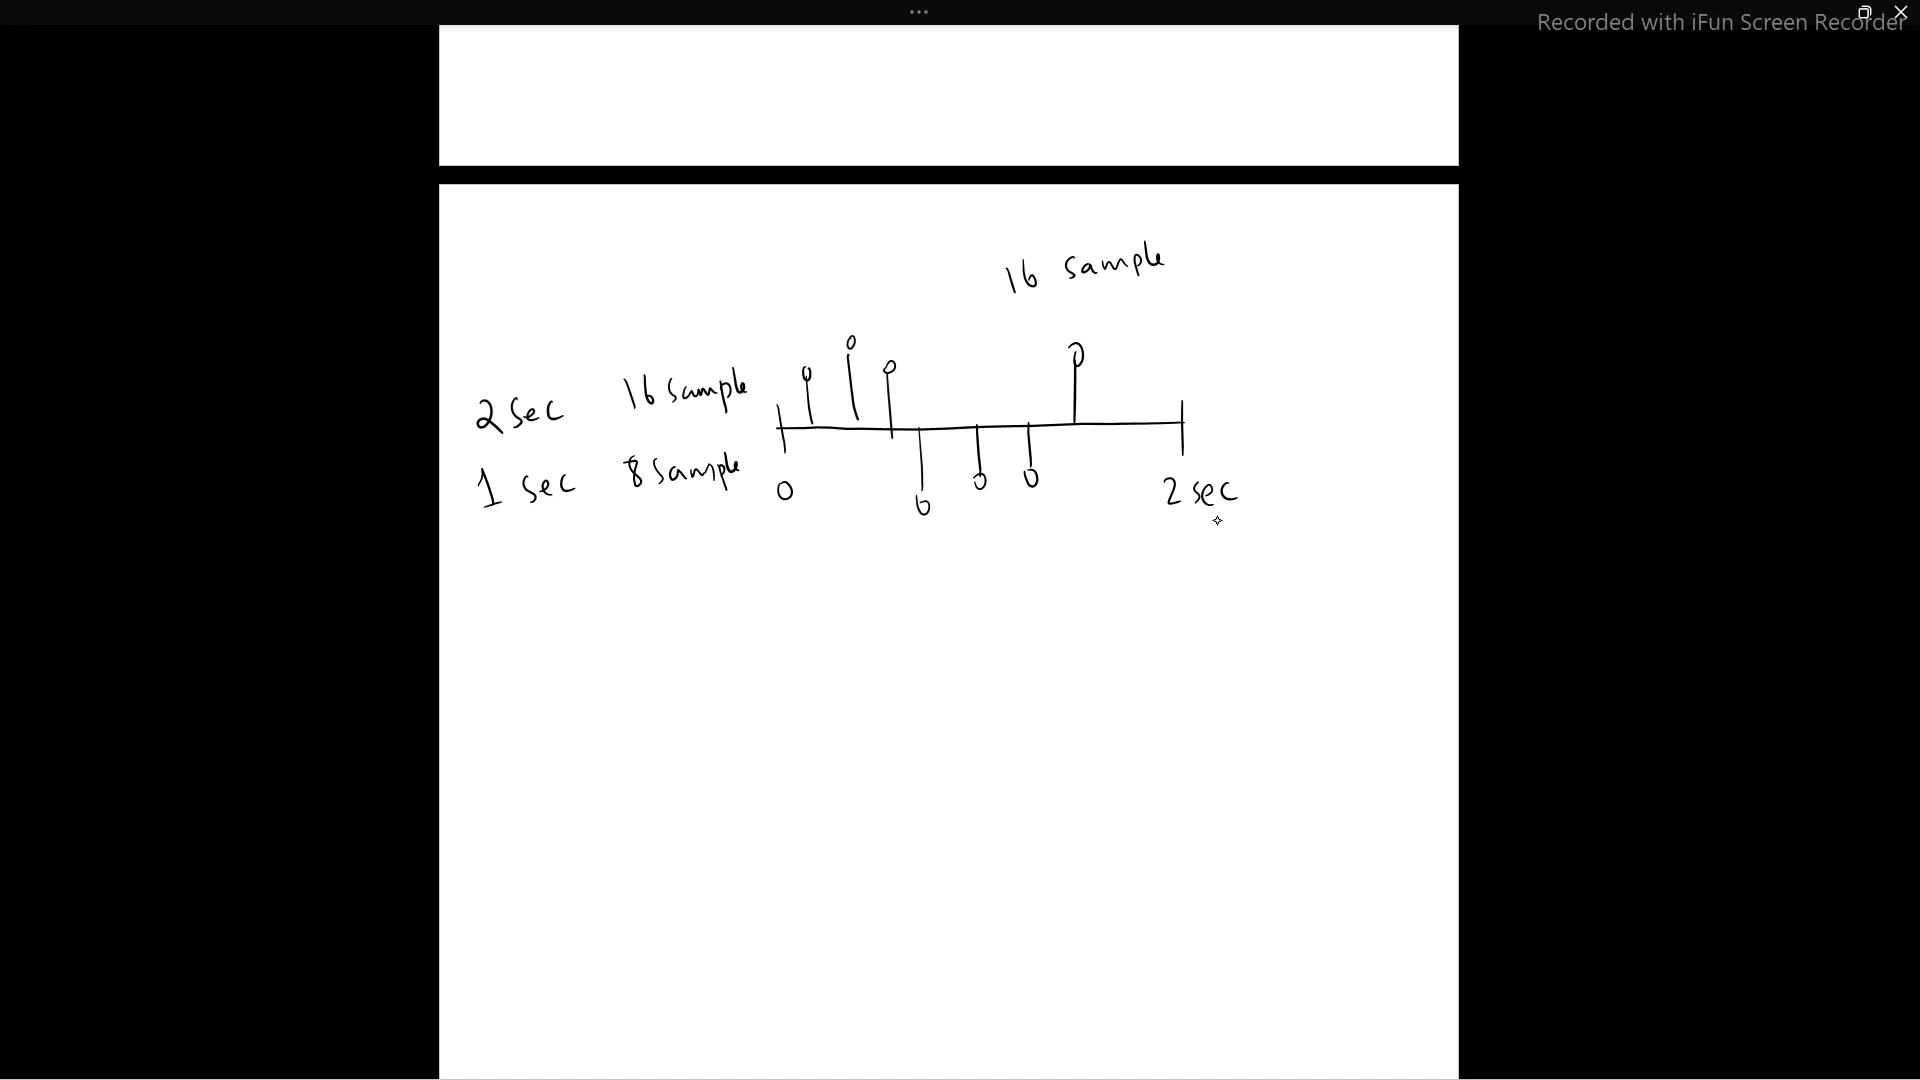 Recorded with iFun Screen Recorder
16 sample
2 sec 16 sample
1 sec 8 sample
0 2 sec